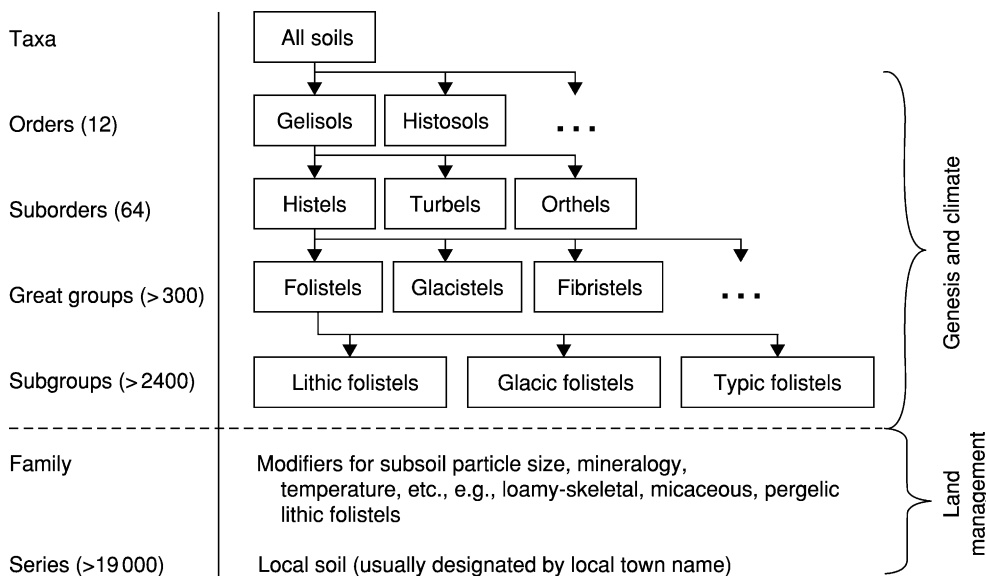 Taxa
All soils
Orders (12)
Gelisols
Histosols
...
Suborders (64)
Histels
Turbels
Orthels
Great groups (>300)
Folistels
Glacistels
Fibristels
...
Subgroups (>2400)
Lithic folistels
Glacic folistels
Typic folistels
Genesis and climate
Family
Modifiers for subsoil particle size, mineralogy,
temperature, etc., e.g., loamy-skeletal, micaceous, pergelic
lithic folistels
Series (>19000)
Local soil (usually designated by local town name)
Land
management